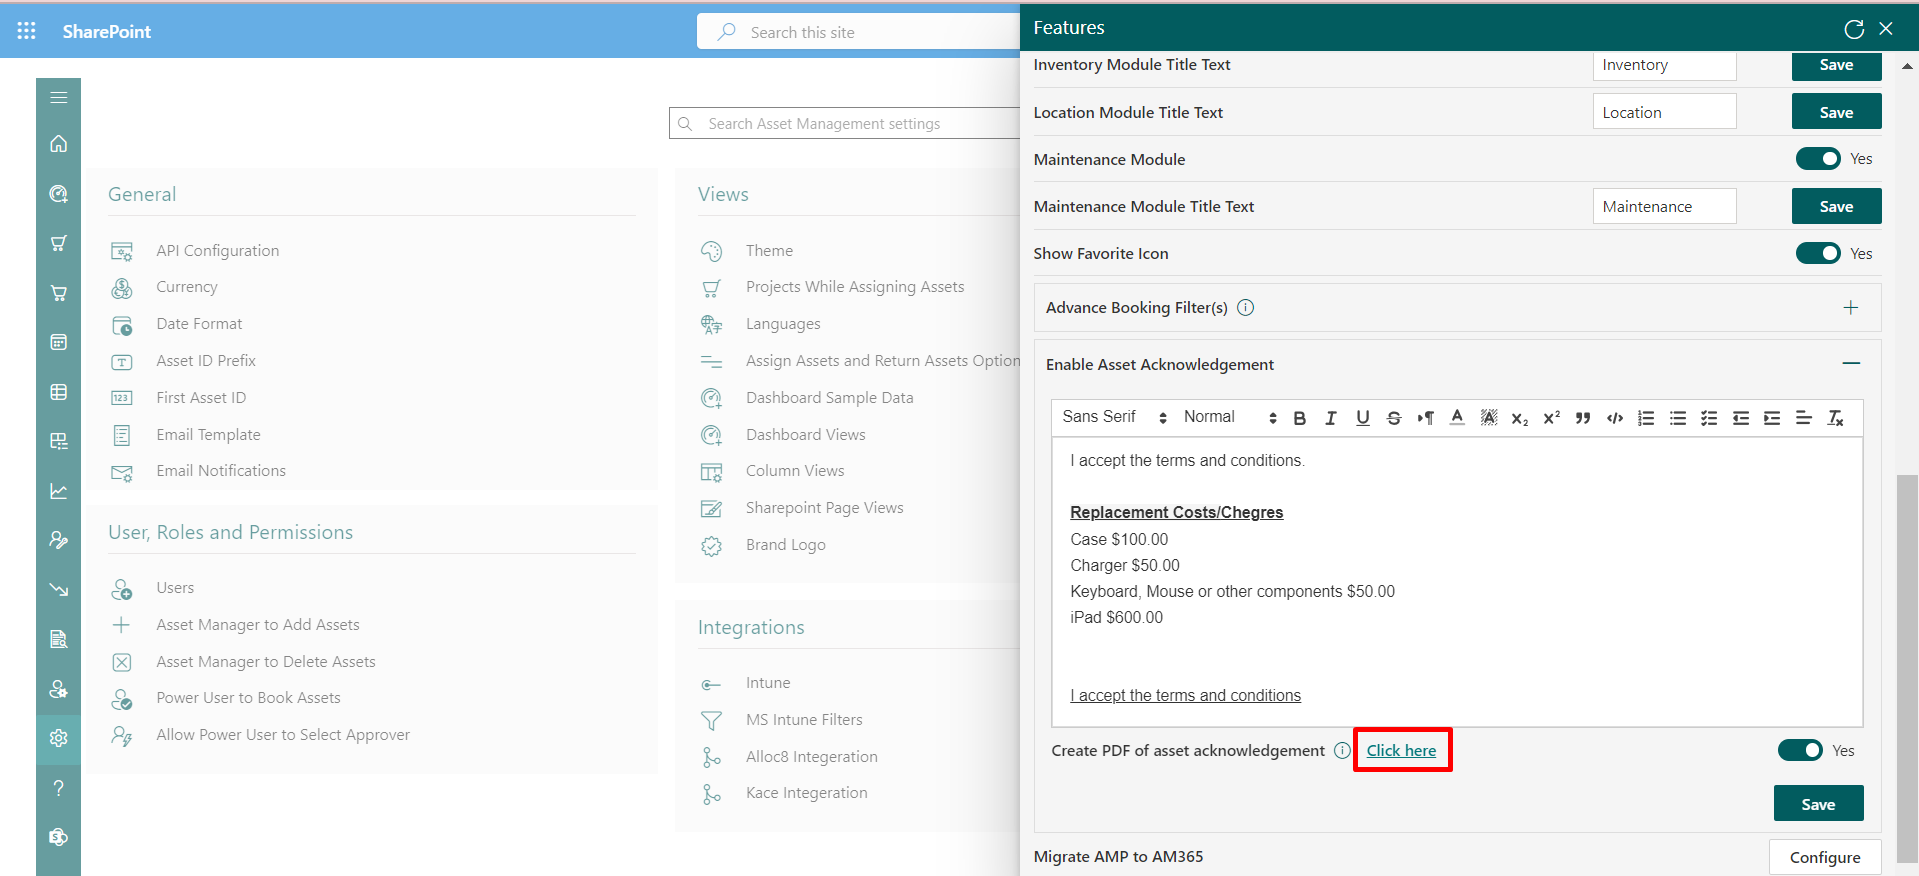 SharePoint
Search this site
Search Asset Management settings
General
API Configuration
Currency
Date Format
Asset ID Prefix
First Asset ID
Email Template
Email Notifications
User, Roles and Permissions
Users
Asset Manager to Add Assets
Asset Manager to Delete Assets
Power User to Book Assets
Allow Power User to Select Approver
Views
Theme
Projects While Assigning Assets
Languages
Assign Assets and Return Assets Option
Dashboard Sample Data
Dashboard Views
Column Views
Sharepoint Page Views
Brand Logo
Integrations
Intune
MS Intune Filters
Alloc8 Integeration
Kace Integeration
Features
Inventory Module Title Text Inventory Save
Location Module Title Text Location Save
Maintenance Module Yes
Maintenance Module Title Text Maintenance Save
Show Favorite Icon Yes
Advance Booking Filter(s)
Enable Asset Acknowledgement
Sans Serif Normal
I accept the terms and conditions.
Replacement Costs/Chegres
Case $100.00
Charger $50.00
Keyboard, Mouse or other components $50.00
iPad $600.00
I accept the terms and conditions
Create PDF of asset acknowledgement Click here Yes
Save
Migrate AMP to AM365 Configure